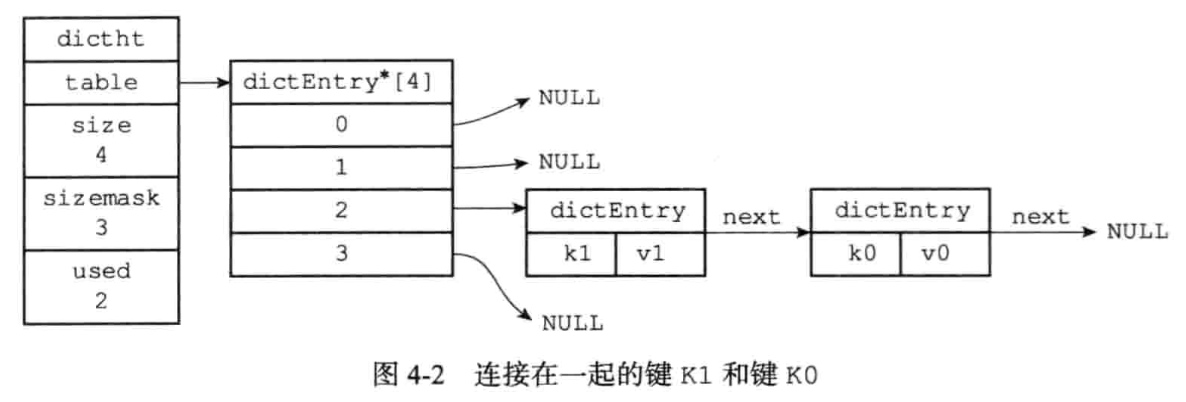 dictht
table
size
4
sizemask
3
used
2
dictEntry*[4]
0
1
2
3
NULL
NULL
dictEntry
k1 v1
next
dictEntry
k0 v0
next
NULL
NULL
图 4-2 连接在一起的键 K1 和键 K0